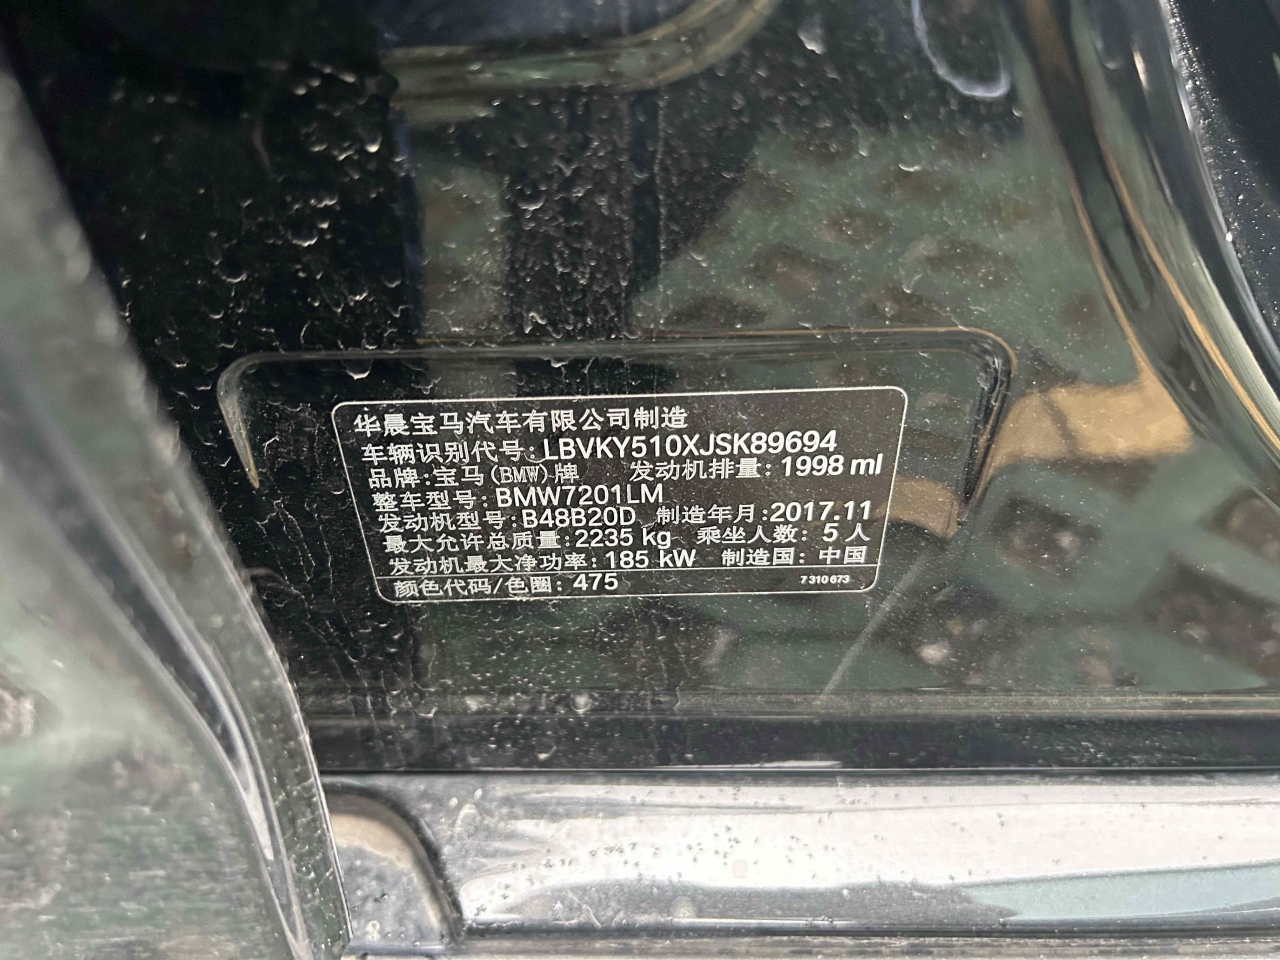 华晨宝马汽车有限公司制造
车辆识别代号: LBVKY510XJSK89694
品牌: 宝马(BMW)牌 发动机排量: 1998 ml
整车型号: BMW7201LM
发动机型号: B48B20D 制造年月: 2017.11
最大允许总质量: 2235 kg 乘坐人数: 5 人
发动机最大净功率: 185 kW 制造国: 中国
颜色代码/色圈: 475 7 310 673